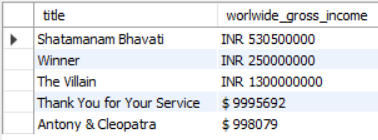 title worlwide_gross_income
Shatamanam Bhavati INR 530500000
Winner INR 250000000
The Villain INR 1300000000
Thank You for Your Service $ 9995692
Antony & Cleopatra $ 998079